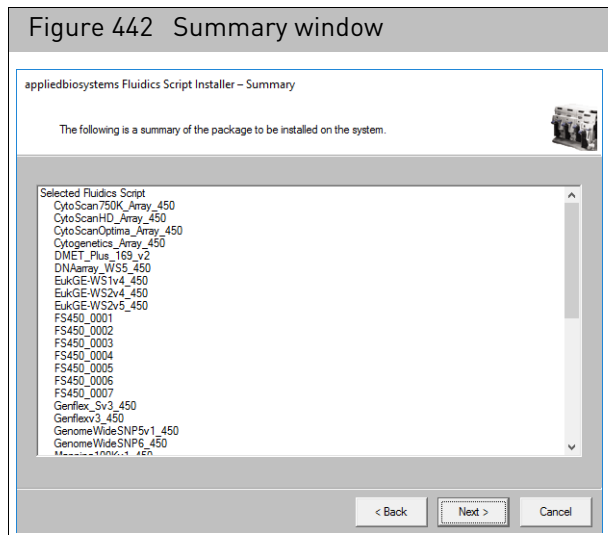 Figure 442 Summary window
appliedbiosystems Fluidics Script Installer – Summary
The following is a summary of the package to be installed on the system.
Selected Fluidics Script
CytoScan750K_Array_450
CytoScanHD_Array_450
CytoScanOptima_Array_450
Cytogenetics_Array_450
DMET_Plus_169_v2
DNAarray_WS5_450
EukGE-WS1v4_450
EukGE-WS2v4_450
EukGE-WS2v5_450
FS450_0001
FS450_0002
FS450_0003
FS450_0004
FS450_0005
FS450_0006
FS450_0007
Genflex_Sv3_450
Genflexv3_450
GenomeWideSNP5v1_450
GenomeWideSNP6_450
Mapping100Kv1_450
< Back Next > Cancel